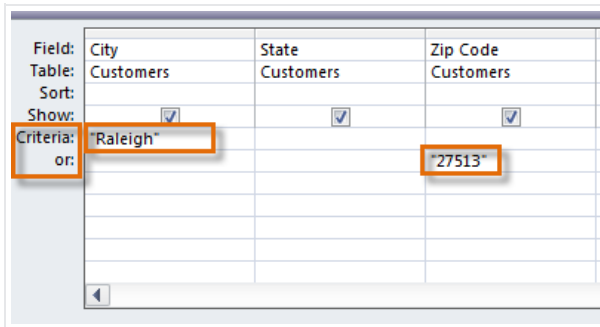 Field: City State Zip Code
Table: Customers Customers Customers
Sort:
Show:
Criteria: "Raleigh"
or: "27513"